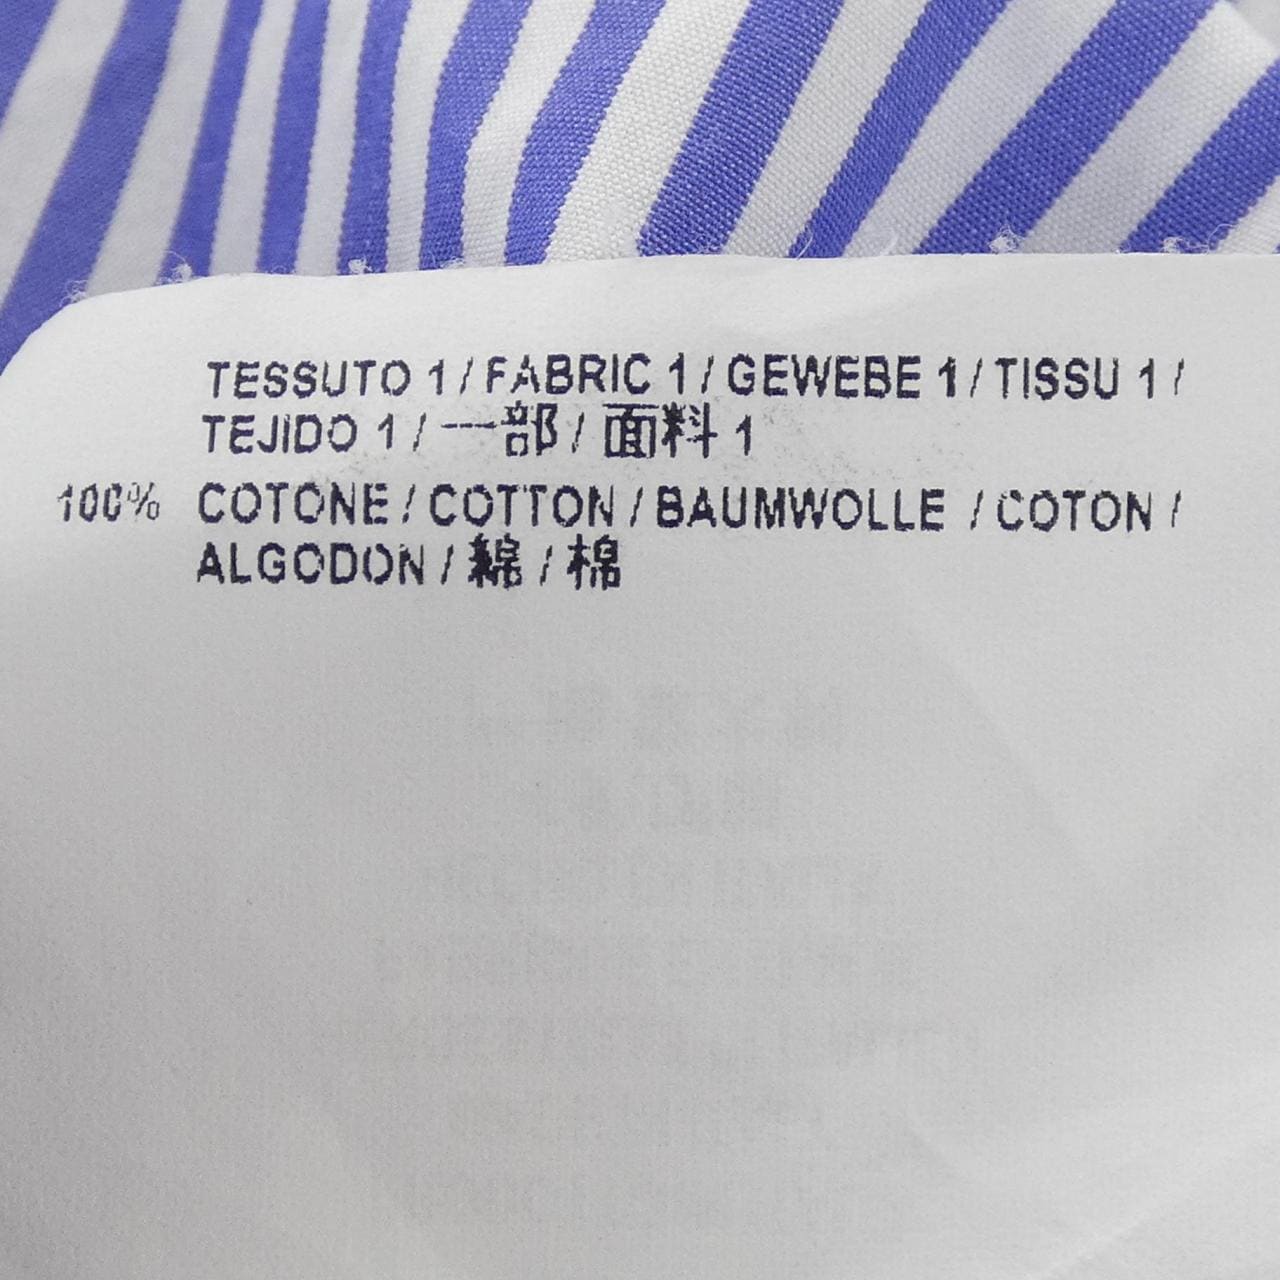 TESSUTO 1 / FABRIC 1 / GEWEBE 1 / TISSU 1 /
TEJIDO 1 / 一部 / 面料 1
100% COTONE / COTTON / BAUMWOLLE / COTON /
ALGODON / 綿 / 棉